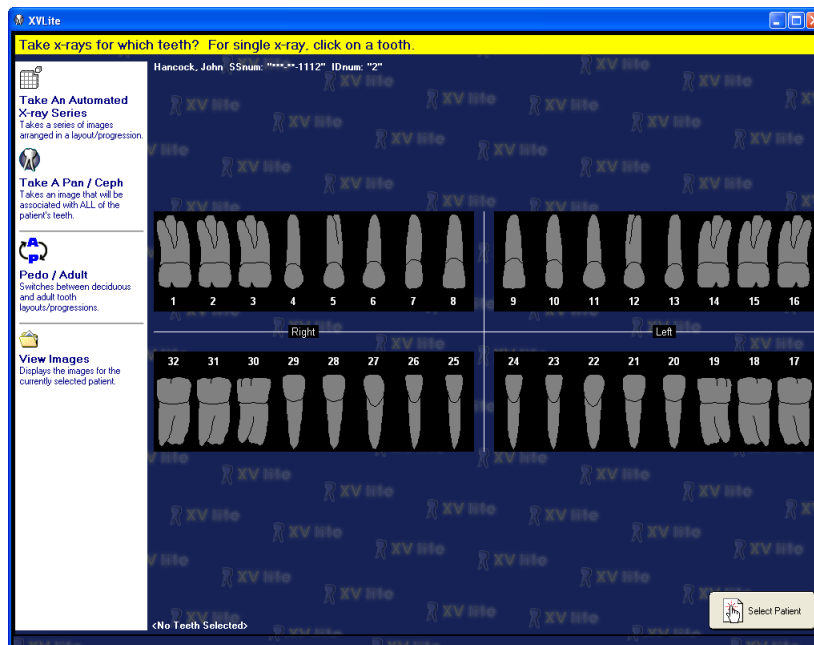 XVLite
Take x-rays for which teeth? For single x-ray, click on a tooth.
Take An Automated
X-ray Series
Takes a series of images
arranged in a layout/progression.
Take A Pan / Ceph
Takes an image that will be
associated with ALL of the
patient's teeth.
A
P
Pedo / Adult
Switches between deciduous
and adult tooth
layouts/progressions.
View Images
Displays the images for the
currently selected patient.
Hancock, John SSnum: "***-**-1112" IDnum: "2"
1 2 3 4 5 6 7 8 9 10 11 12 13 14 15 16
Right Left
32 31 30 29 28 27 26 25 24 23 22 21 20 19 18 17
<No Teeth Selected>
Select Patient
XV lite